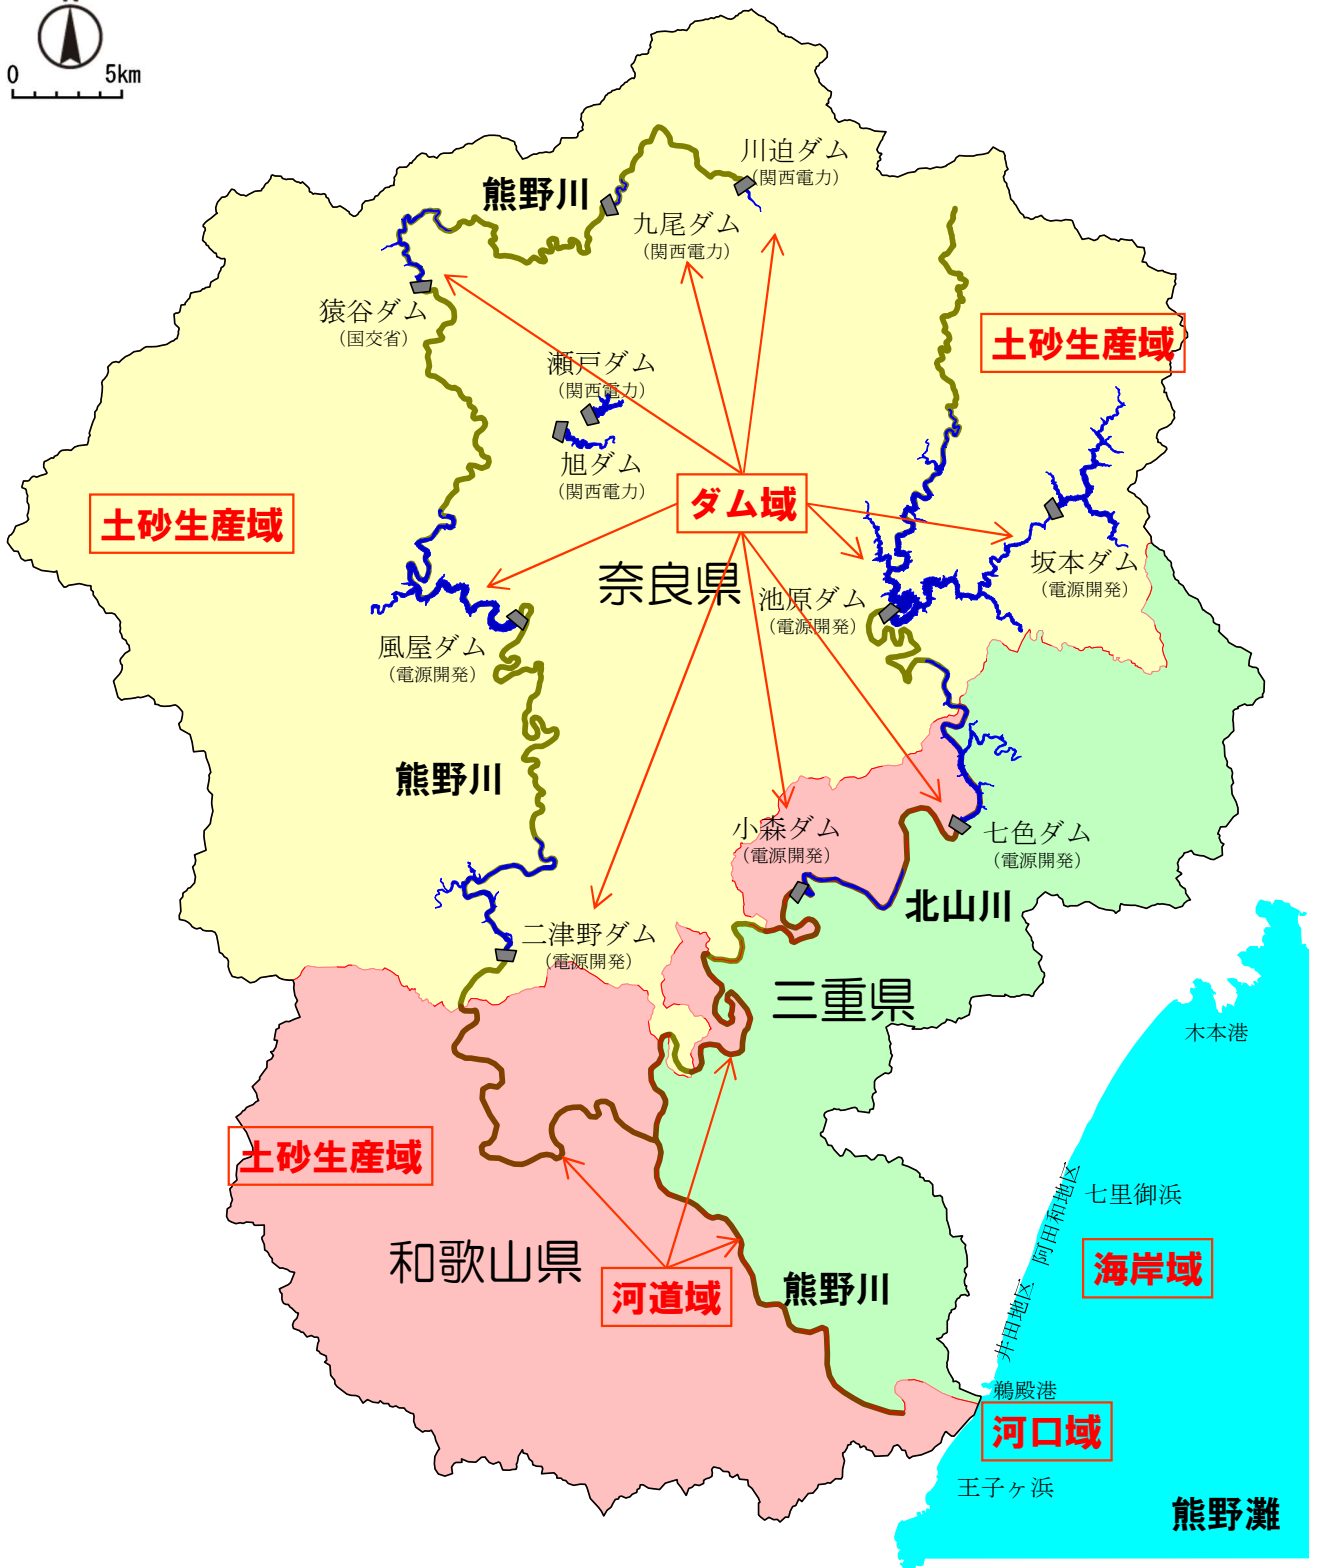 0 5km
川迫ダム
(関西電力)
熊野川
九尾ダム
(関西電力)
猿谷ダム
(国交省)
土砂生産域
瀬戸ダム
(関西電力)
旭ダム
(関西電力)
ダム域
土砂生産域
坂本ダム
(電源開発)
奈良県
池原ダム
(電源開発)
風屋ダム
(電源開発)
熊野川
小森ダム
(電源開発)
七色ダム
(電源開発)
北山川
二津野ダム
(電源開発)
三重県
木本港
土砂生産域
阿田和地区
七里御浜
和歌山県
海岸域
河道域
熊野川
井田地区
鵜殿港
河口域
王子ヶ浜
熊野灘